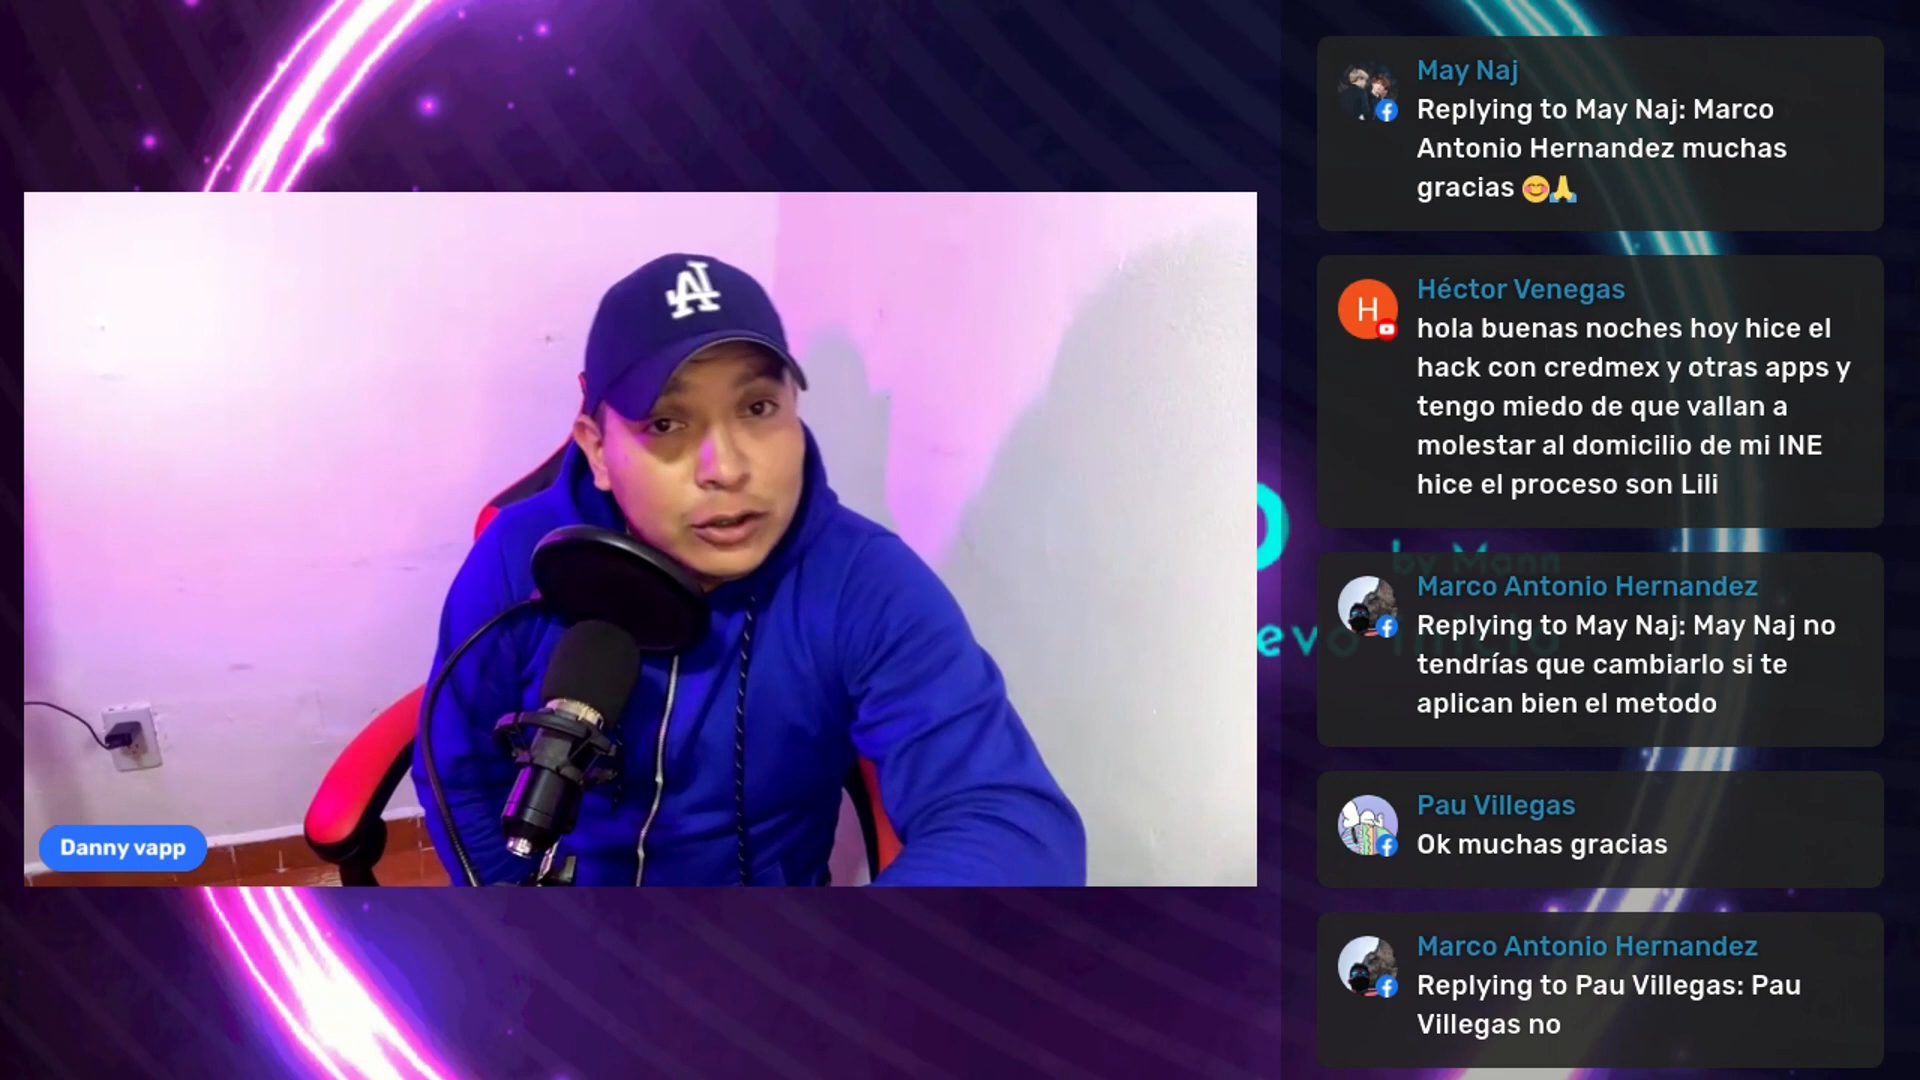 LA
Danny vapp
May Naj
Replying to May Naj: Marco
Antonio Hernandez muchas
gracias 😊🙏
H
Héctor Venegas
hola buenas noches hoy hice el
hack con credmex y otras apps y
tengo miedo de que vallan a
molestar al domicilio de mi INE
hice el proceso son Lili
by Mann
Marco Antonio Hernandez
Replying to May Naj: May Naj no
tendrías que cambiarlo si te
aplican bien el metodo
Pau Villegas
Ok muchas gracias
Marco Antonio Hernandez
Replying to Pau Villegas: Pau
Villegas no